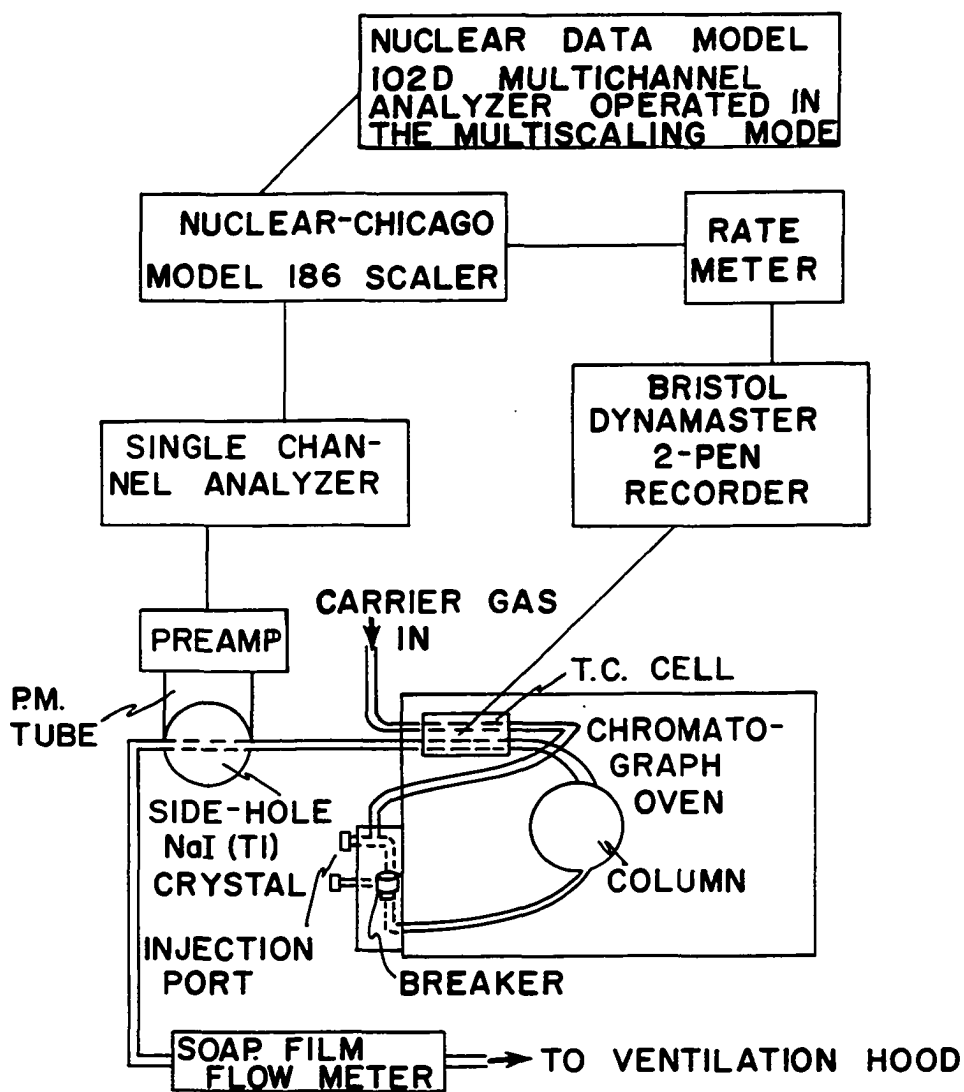 NUCLEAR DATA MODEL
102D MULTICHANNEL
ANALYZER OPERATED IN
THE MULTISCALING MODE
NUCLEAR-CHICAGO
MODEL 186 SCALER
RATE
METER
SINGLE CHAN-
NEL ANALYZER
BRISTOL
DYNAMASTER
2-PEN
RECORDER
PREAMP
CARRIER GAS
IN
T.C. CELL
P.M.
TUBE
CHROMATO-
GRAPH
OVEN
SIDE-HOLE
NaI (Tl)
CRYSTAL
COLUMN
INJECTION
PORT
BREAKER
SOAP. FILM
FLOW METER
TO VENTILATION HOOD